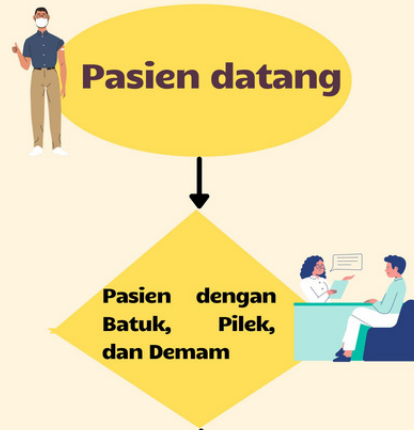 Pasien datang
Pasien dengan
Batuk, Pilek,
dan Demam